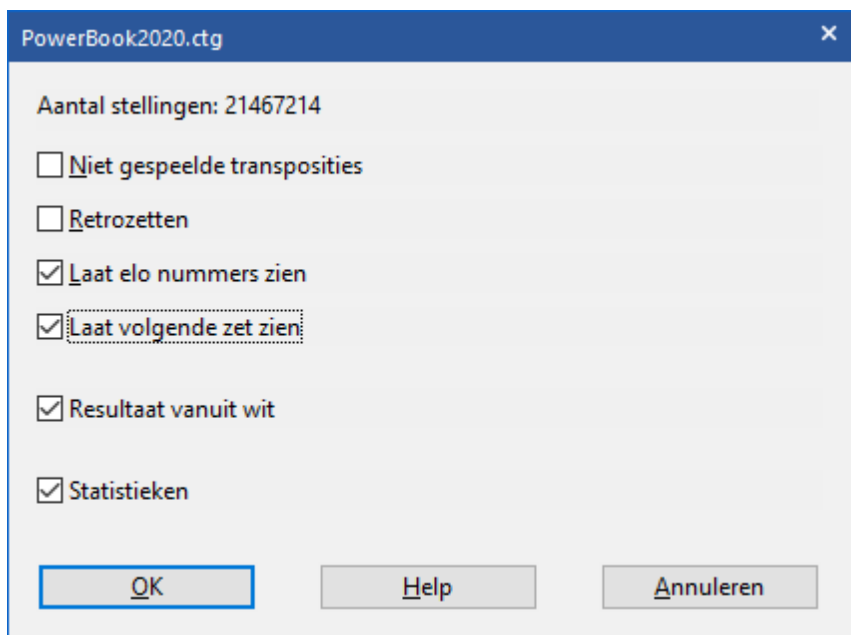 PowerBook2020.ctg
Aantal stellingen: 21467214
Niet gespeelde transposities
Retrozetten
Laat elo nummers zien
Laat volgende zet zien
Resultaat vanuit wit
Statistieken
OK Help Annuleren